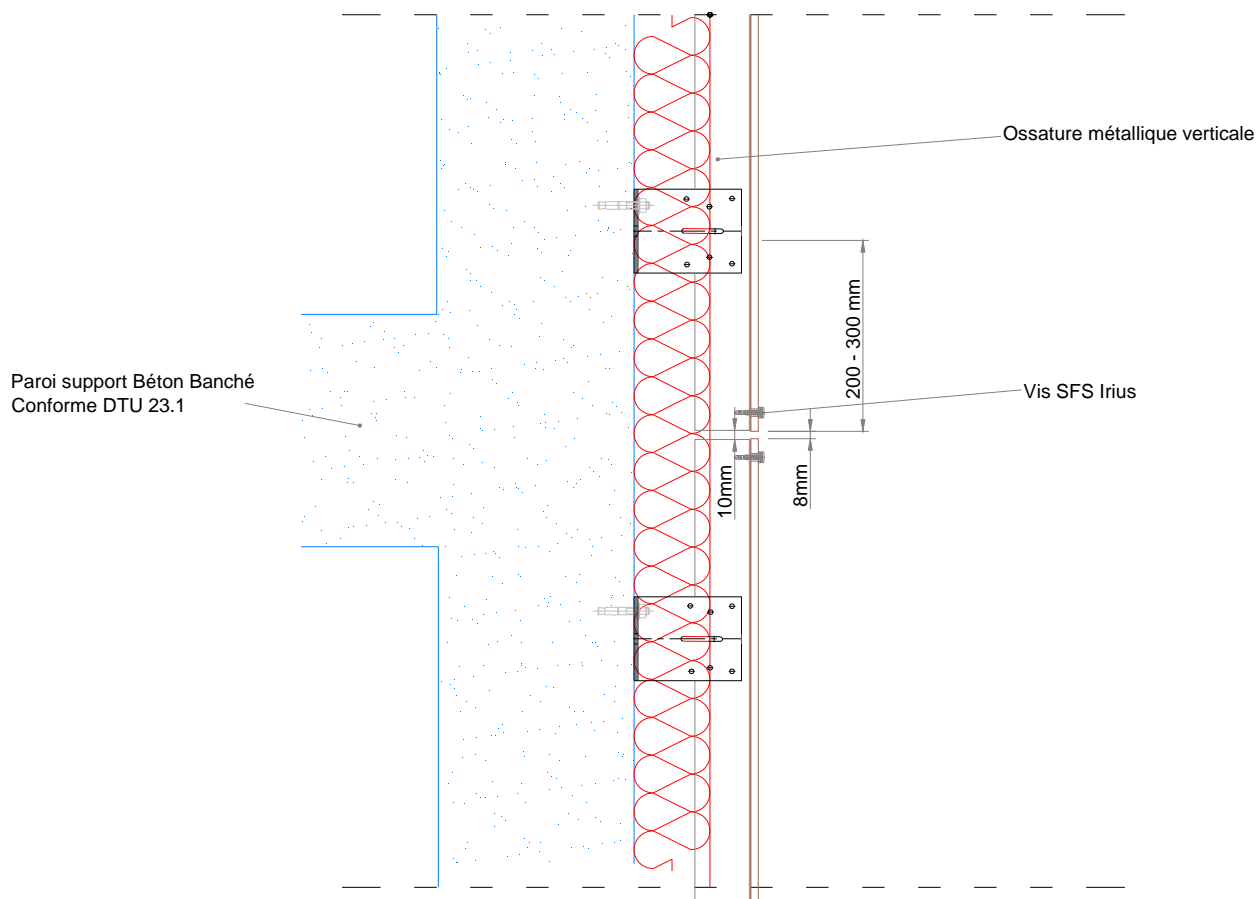 Ossature métallique verticale
200 - 300 mm
Paroi support Béton Banché
Conforme DTU 23.1
Vis SFS Irius
10mm
8mm